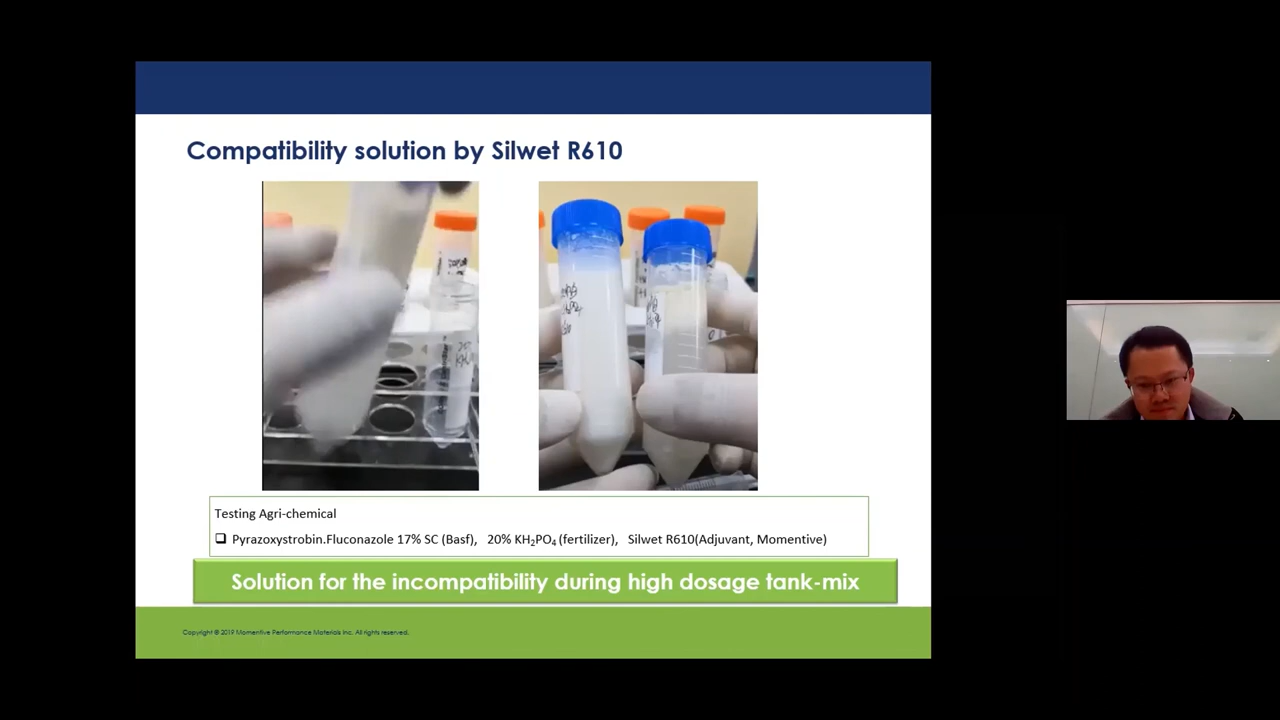 Compatibility solution by Silwet R610
Testing Agri-chemical
Pyrazoxystrobin.Fluconazole 17% SC (Basf), 20% KH₂PO₄ (fertilizer), Silwet R610(Adjuvant, Momentive)
Solution for the incompatibility during high dosage tank-mix
Copyright © 2019 Momentive Performance Materials Inc. All rights reserved.